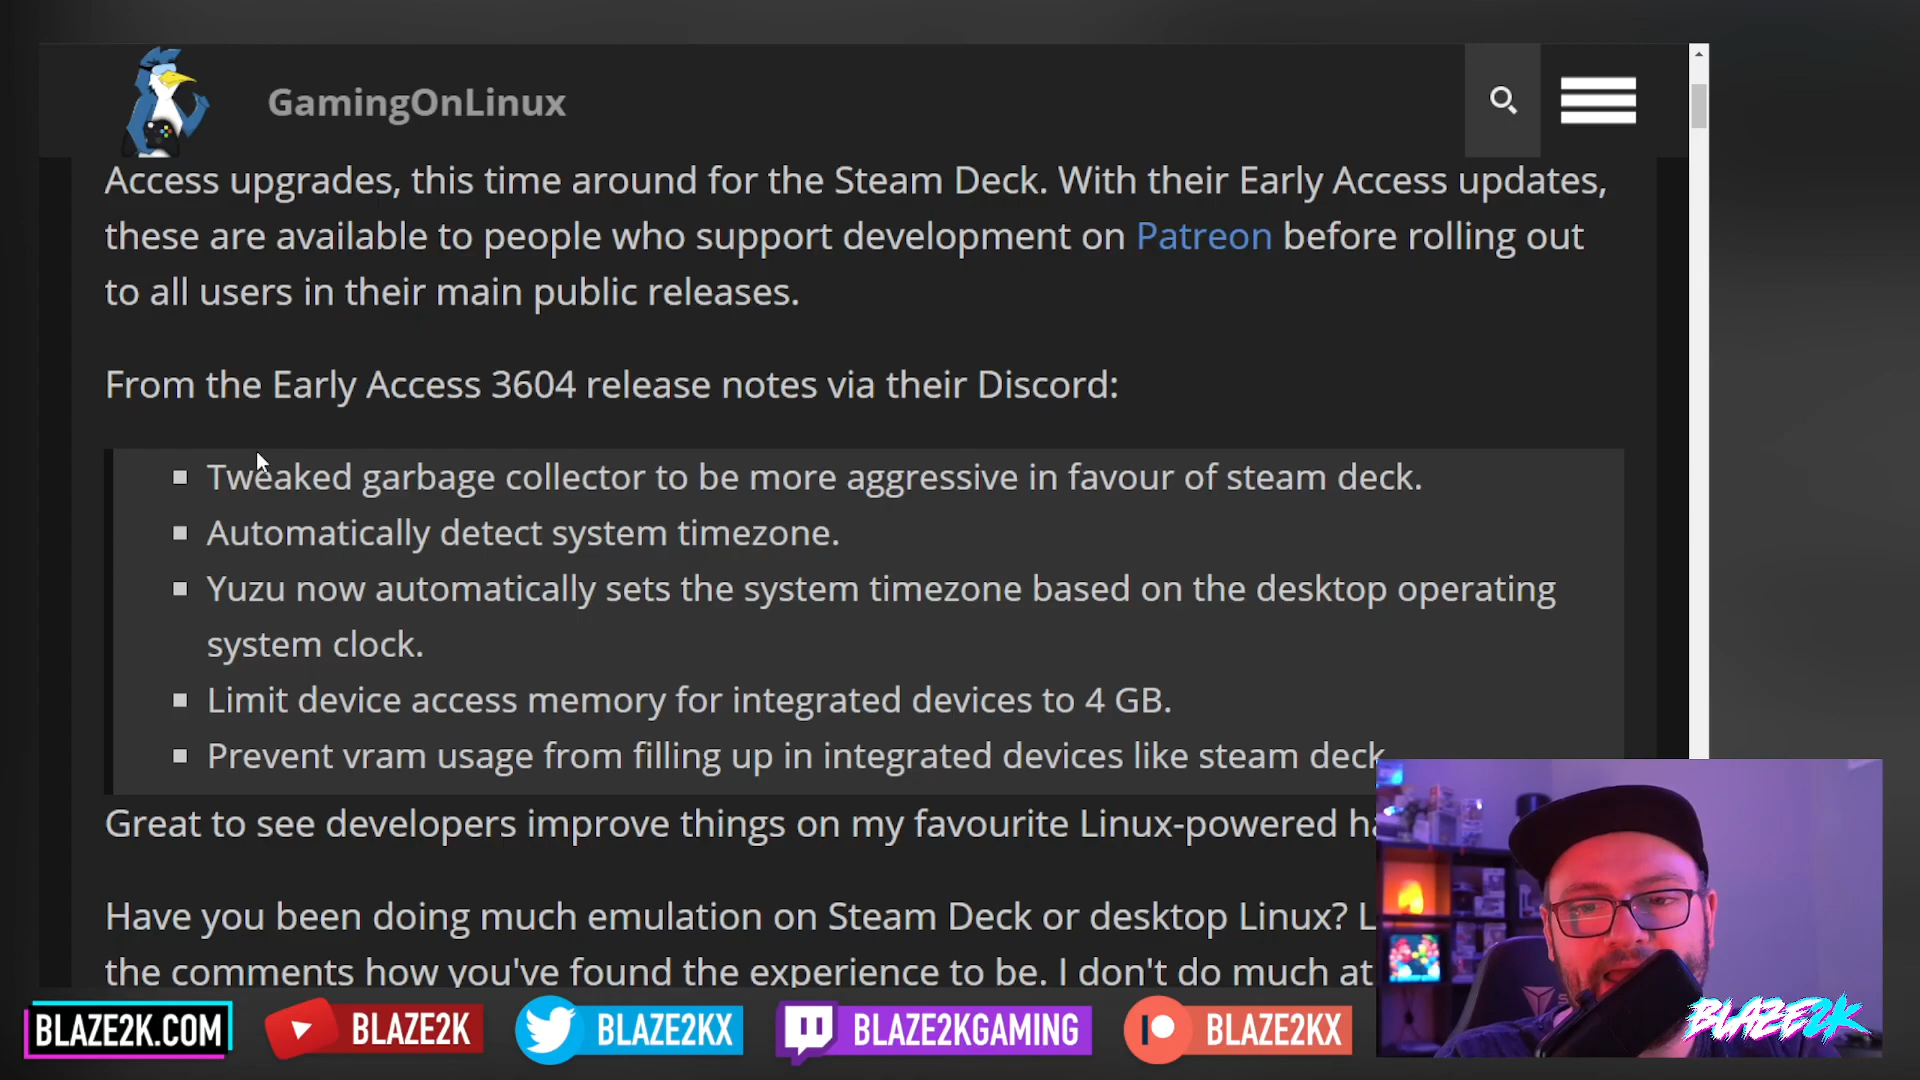 GamingOnLinux
Access upgrades, this time around for the Steam Deck. With their Early Access updates,
these are available to people who support development on Patreon before rolling out
to all users in their main public releases.
From the Early Access 3604 release notes via their Discord:
Tweaked garbage collector to be more aggressive in favour of steam deck.
Automatically detect system timezone.
Yuzu now automatically sets the system timezone based on the desktop operating
system clock.
Limit device access memory for integrated devices to 4 GB.
Prevent vram usage from filling up in integrated devices like steam deck
Great to see developers improve things on my favourite Linux-powered
Have you been doing much emulation on Steam Deck or desktop Linux?
the comments how you've found the experience to be. I don't do much at
BLAZE2K.COM
BLAZE2K
BLAZE2KX
BLAZE2KGAMING
BLAZE2KX
BLAZE2K